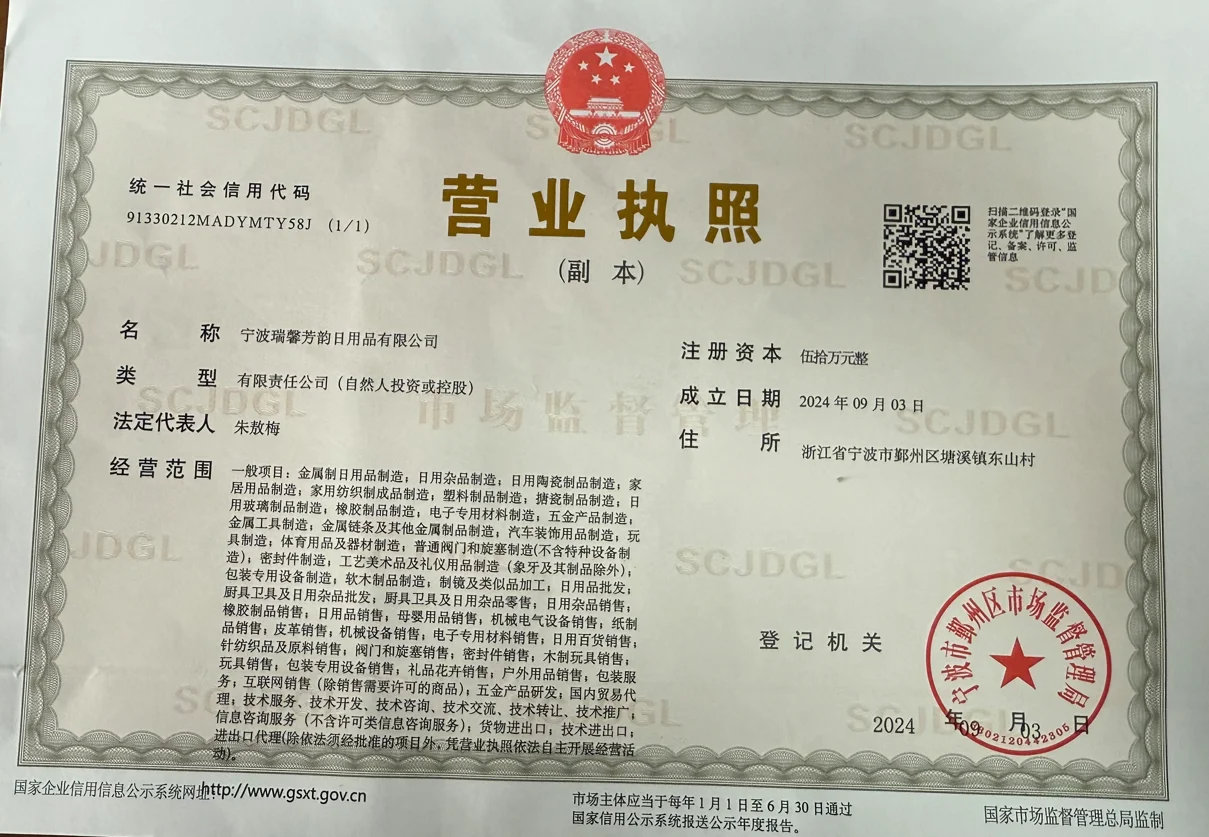 统一社会信用代码
91330212MADYMTY58J (1/1)
营业执照
(副 本)
扫描二维码登录“国
家企业信用信息公
示系统”了解更多登
记、备案、许可、监
管信息
名 称 宁波瑞馨芳韵日用品有限公司
类 型 有限责任公司（自然人投资或控股）
法定代表人 朱敖梅
经营范围 一般项目：金属制日用品制造；日用杂品制造；日用陶瓷制品制造；家
居用品制造；家用纺织制成品制造；塑料制品制造；搪瓷制品制造；日
用玻璃制品制造；橡胶制品制造；电子专用材料制造；五金产品制造；
金属工具制造；金属链条及其他金属制品制造；汽车装饰用品制造；玩
具制造；体育用品及器材制造；普通阀门和旋塞制造(不含特种设备制
造)；密封件制造；工艺美术品及礼仪用品制造（象牙及其制品除外）；
包装专用设备制造；软木制品制造；制镜及类似品加工；日用品批发；
厨具卫具及日用杂品批发；厨具卫具及日用杂品零售；日用杂品销售；
橡胶制品销售；日用品销售；母婴用品销售；机械电气设备销售；纸制
品销售；皮革销售；机械设备销售；电子专用材料销售；日用百货销售；
针纺织品及原料销售；阀门和旋塞销售；密封件销售；木制玩具销售；
玩具销售；包装专用设备销售；礼品花卉销售；户外用品销售；包装服
务；互联网销售（除销售需要许可的商品）；五金产品研发；国内贸易代
理；技术服务、技术开发、技术咨询、技术交流、技术转让、技术推广；
信息咨询服务（不含许可类信息咨询服务）；货物进出口；技术进出口；
进出口代理(除依法须经批准的项目外，凭营业执照依法自主开展经营活
动)。
注册资本 伍拾万元整
成立日期 2024 年 09 月 03 日
住 所 浙江省宁波市鄞州区塘溪镇东山村
登记机关
宁波市鄞州区市场监督管理局
2024 年09 月03 日
国家企业信用信息公示系统网址：http://www.gsxt.gov.cn
市场主体应当于每年 1 月 1 日至 6 月 30 日通过
国家信用公示系统报送公示年度报告。
国家市场监督管理总局监制
SCJDGL
市场监督管理